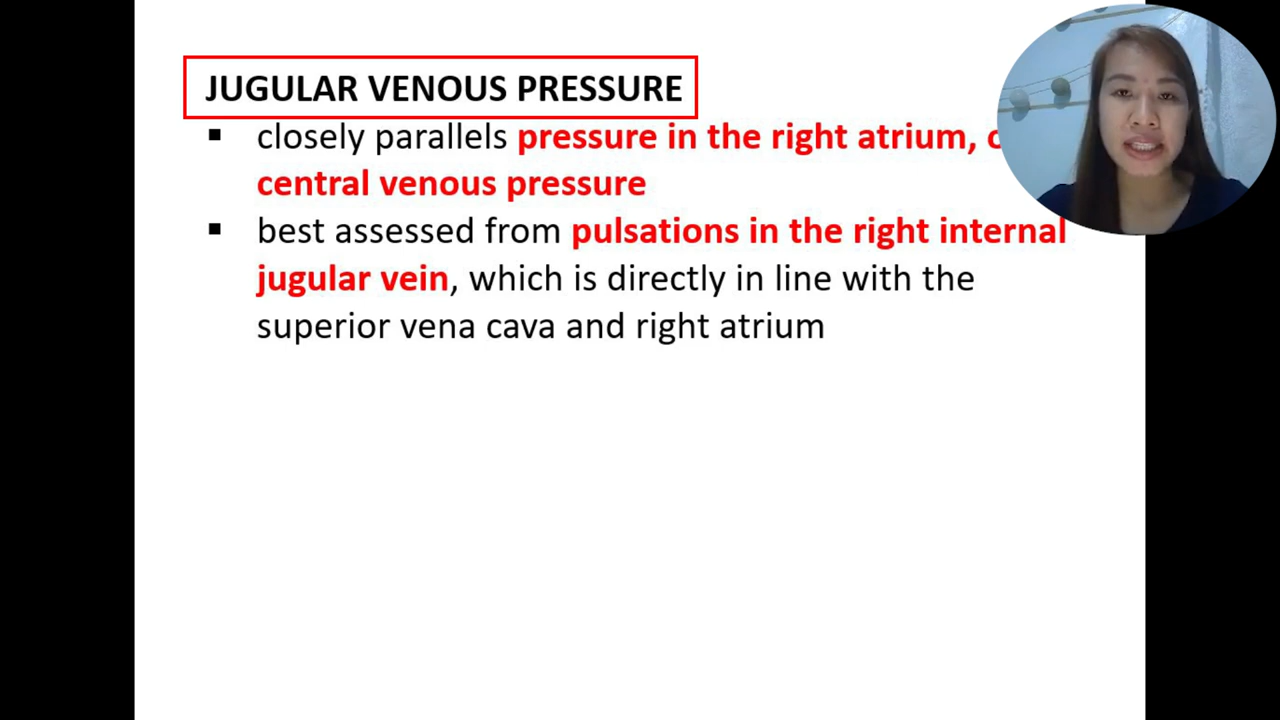 JUGULAR VENOUS PRESSURE
▪ closely parallels pressure in the right atrium,
central venous pressure
▪ best assessed from pulsations in the right internal
jugular vein, which is directly in line with the
superior vena cava and right atrium